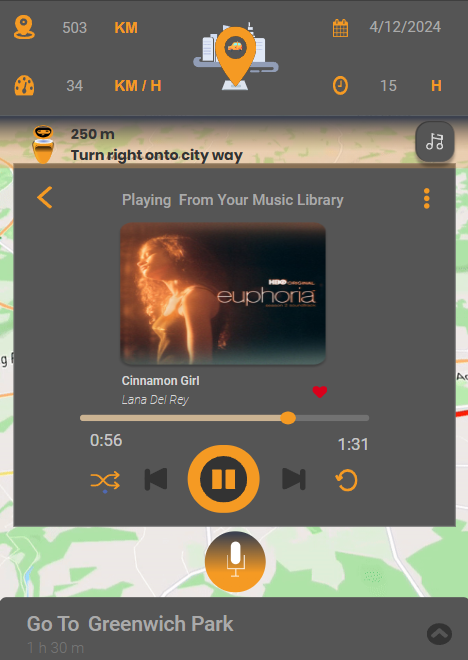 503 KM
4/12/2024
34 KM / H
15 H
250 m
Turn right onto city way
Playing From Your Music Library
HBO ORIGINAL
euphoria
Cinnamon Girl
Lana Del Rey
0:56
1:31
Go To Greenwich Park
1 h 30 m